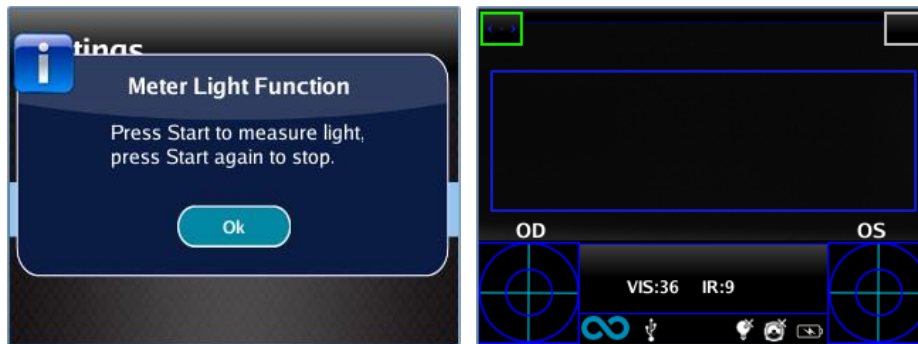 tings
Meter Light Function
Press Start to measure light,
press Start again to stop.
Ok
OD
OS
VIS:36 IR:9